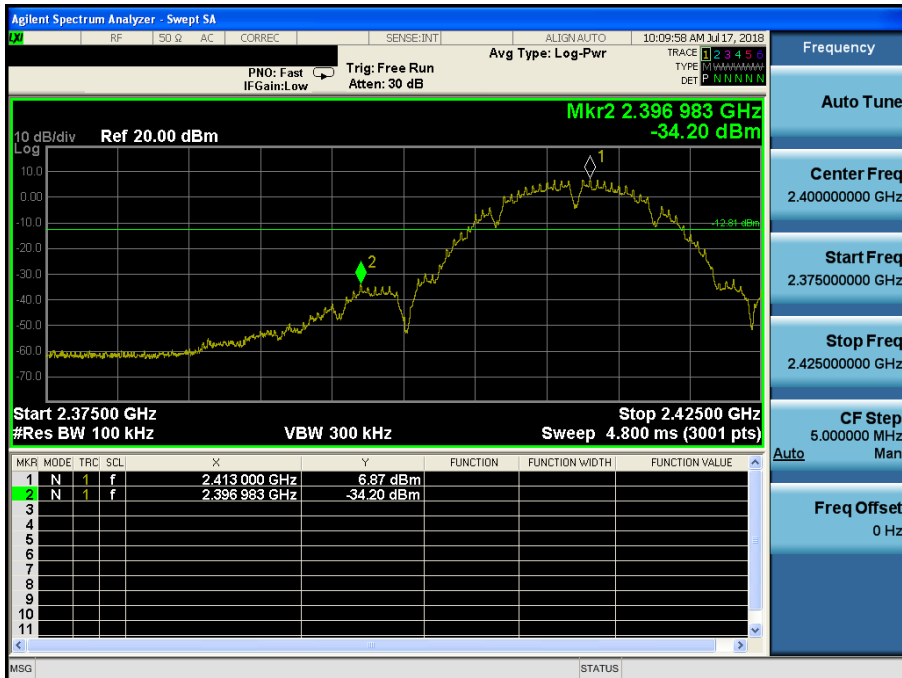 Agilent Spectrum Analyzer - Swept SA
LXI RF 50 Ω AC CORREC SENSE:INT ALIGNAUTO 10:09:58 AM Jul 17, 2018
PNO: Fast
IFGain:Low
Trig: Free Run
Atten: 30 dB
Avg Type: Log-Pwr
TRACE 1 2 3 4 5 6
TYPE MWWWWW
DET P N N N N N
Mkr2 2.396 983 GHz
-34.20 dBm
10 dB/div Ref 20.00 dBm
Log
10.0
0.00
-10.0
-20.0
-30.0
-40.0
-50.0
-60.0
-70.0
1
2
-12.81 dBm
Start 2.37500 GHz Stop 2.42500 GHz
#Res BW 100 kHz VBW 300 kHz Sweep 4.800 ms (3001 pts)
MKR MODE TRC SCL X Y FUNCTION FUNCTION WIDTH FUNCTION VALUE
1 N 1 f 2.413 000 GHz 6.87 dBm
2 N 1 f 2.396 983 GHz -34.20 dBm
3
4
5
6
7
8
9
10
11
MSG STATUS
Frequency
Auto Tune
Center Freq
2.400000000 GHz
Start Freq
2.375000000 GHz
Stop Freq
2.425000000 GHz
CF Step
5.000000 MHz
Auto Man
Freq Offset
0 Hz